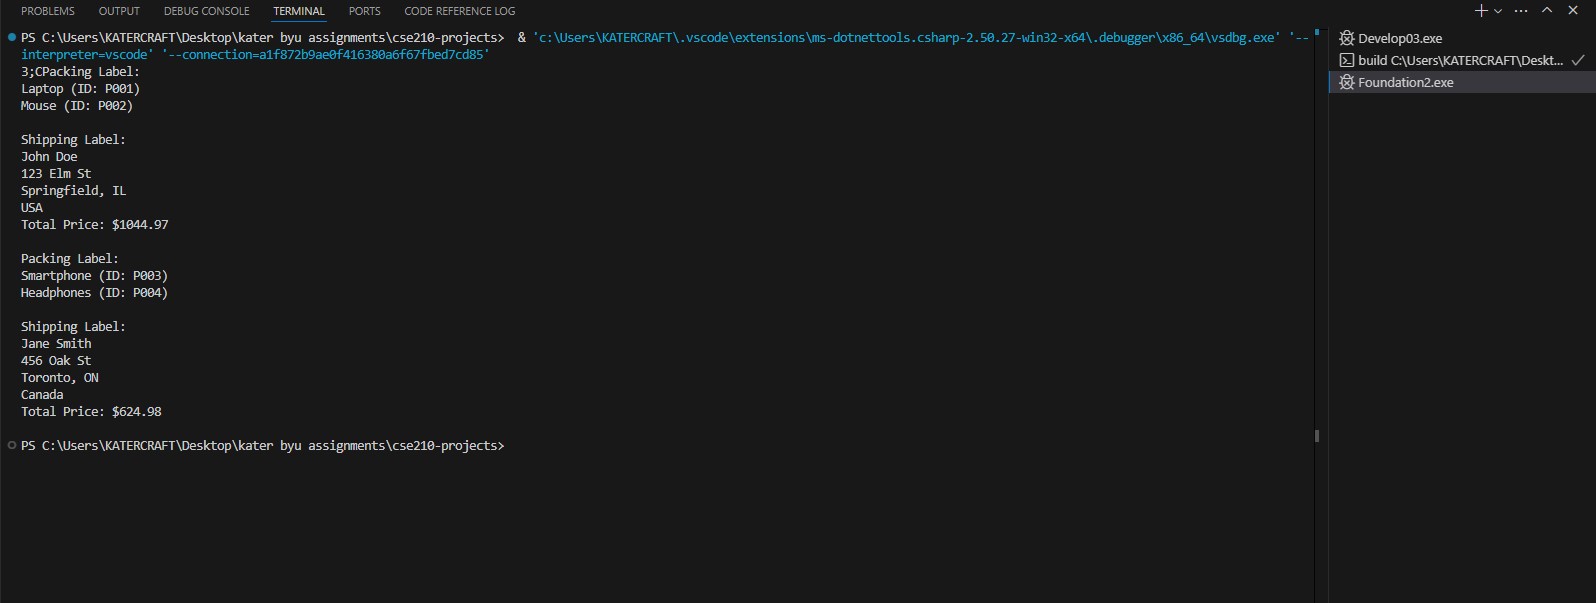 PROBLEMS OUTPUT DEBUG CONSOLE TERMINAL PORTS CODE REFERENCE LOG
PS C:\Users\KATERCRAFT\Desktop\kater byu assignments\cse210-projects>  & 'c:\Users\KATERCRAFT\.vscode\extensions\ms-dotnettools.csharp-2.50.27-win32-x64\.debugger\x86_64\vsdbg.exe' '--
interpreter=vscode' '--connection=a1f872b9ae0f416380a6f67fbed7cd85'
3;CPacking Label:
Laptop (ID: P001)
Mouse (ID: P002)
Shipping Label:
John Doe
123 Elm St
Springfield, IL
USA
Total Price: $1044.97
Packing Label:
Smartphone (ID: P003)
Headphones (ID: P004)
Shipping Label:
Jane Smith
456 Oak St
Toronto, ON
Canada
Total Price: $624.98
PS C:\Users\KATERCRAFT\Desktop\kater byu assignments\cse210-projects>
Develop03.exe
build C:\Users\KATERCRAFT\Deskt...
Foundation2.exe